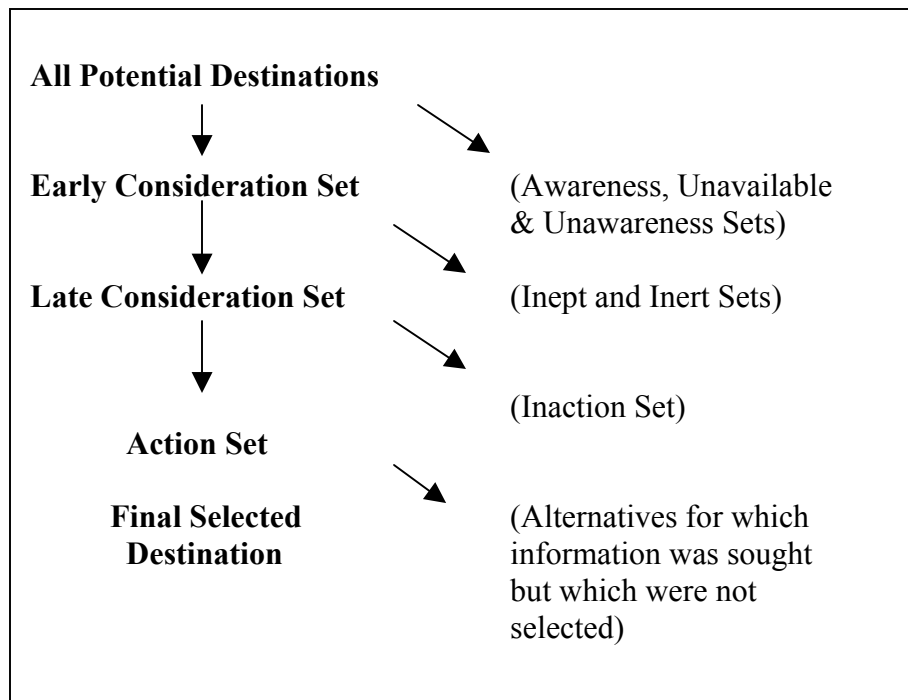 All Potential Destinations
Early Consideration Set
(Awareness, Unavailable
& Unawareness Sets)
Late Consideration Set
(Inept and Inert Sets)
(Inaction Set)
Action Set
Final Selected
Destination
(Alternatives for which
information was sought
but which were not
selected)